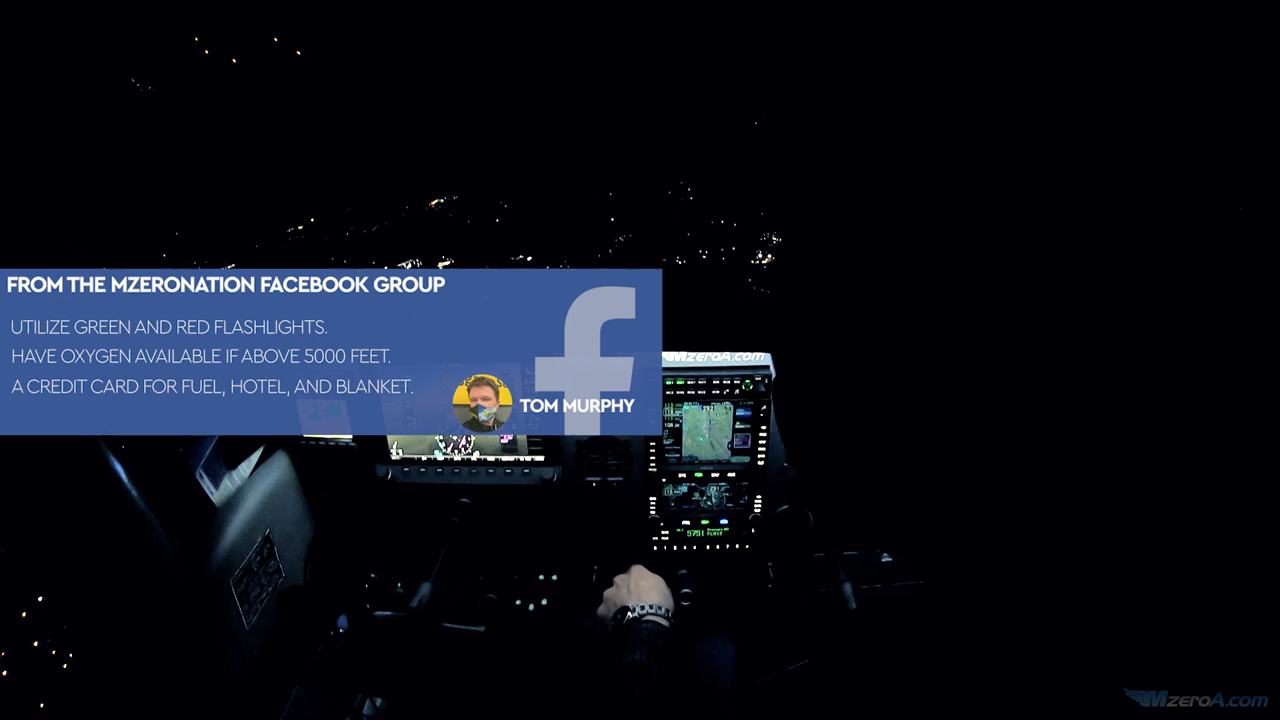 FROM THE MZERONATION FACEBOOK GROUP
UTILIZE GREEN AND RED FLASHLIGHTS.
HAVE OXYGEN AVAILABLE IF ABOVE 5000 FEET.
A CREDIT CARD FOR FUEL, HOTEL, AND BLANKET.
f
TOM MURPHY
MzeroA.com
MzeroA.com